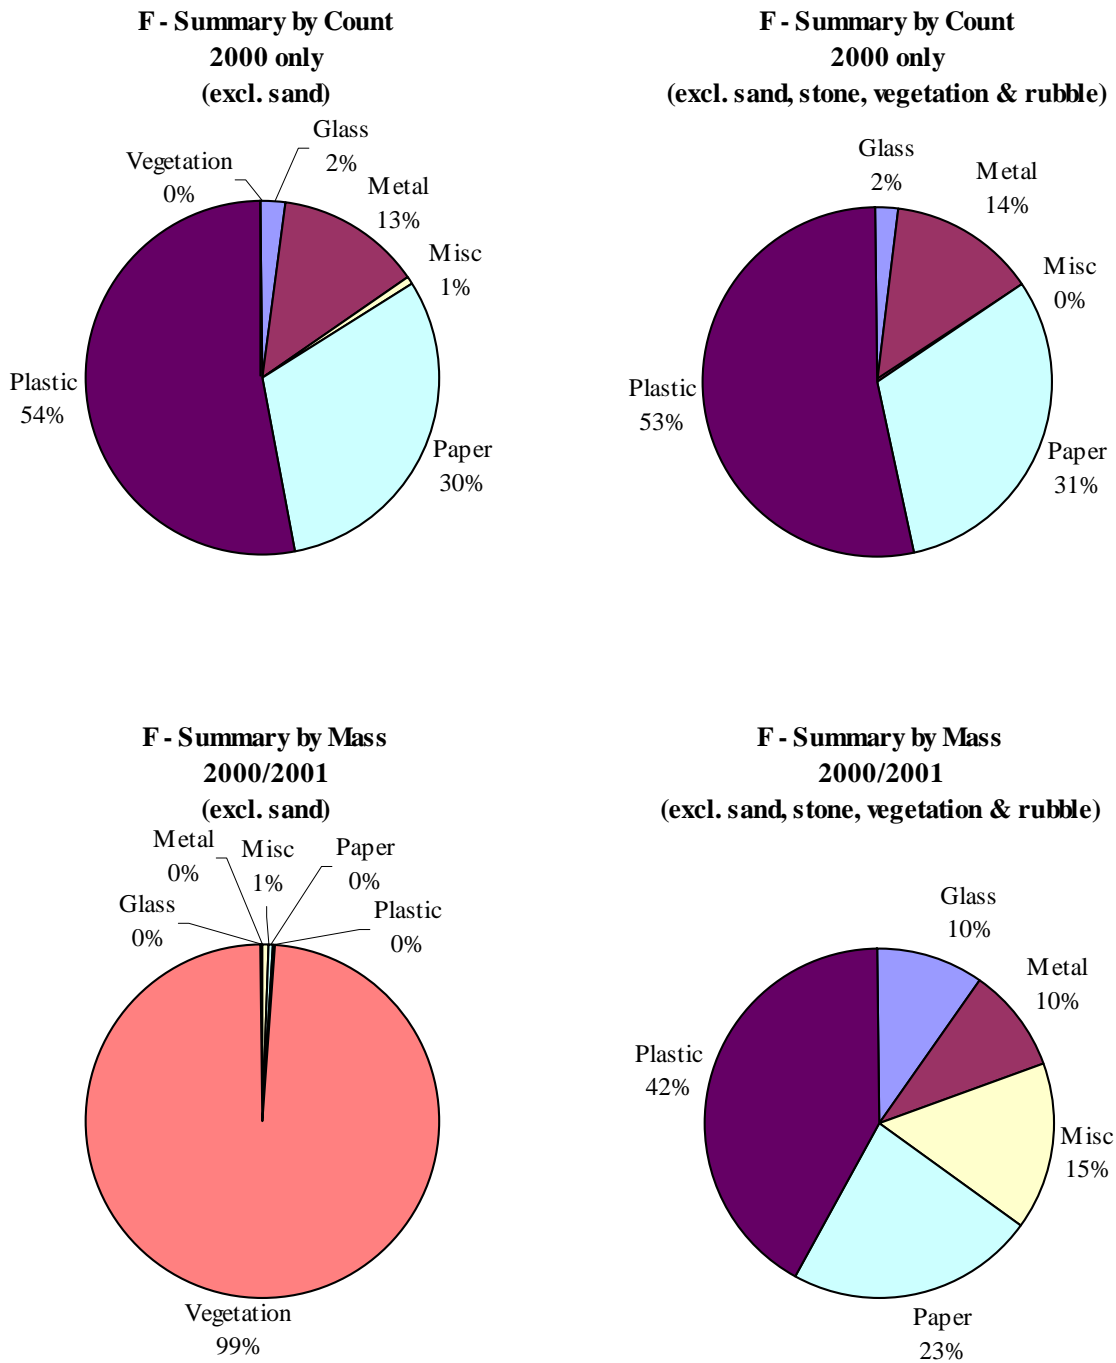 F - Summary by Count
2000 only
(excl. sand)
Glass
2%
Vegetation
0%
Metal
13%
Misc
1%
Plastic
54%
Paper
30%
F - Summary by Count
2000 only
(excl. sand, stone, vegetation & rubble)
Glass
2%
Metal
14%
Misc
0%
Plastic
53%
Paper
31%
F - Summary by Mass
2000/2001
(excl. sand)
Metal
0%
Misc
1%
Paper
0%
Glass
0%
Plastic
0%
Vegetation
99%
F - Summary by Mass
2000/2001
(excl. sand, stone, vegetation & rubble)
Glass
10%
Metal
10%
Plastic
42%
Misc
15%
Paper
23%